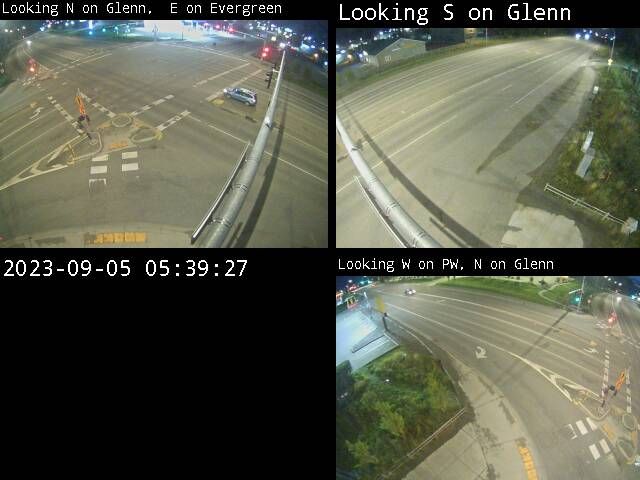 Looking N on Glenn, E on Evergreen
Looking S on Glenn
2023-09-05 05:39:27
Looking W on PW, N on Glenn